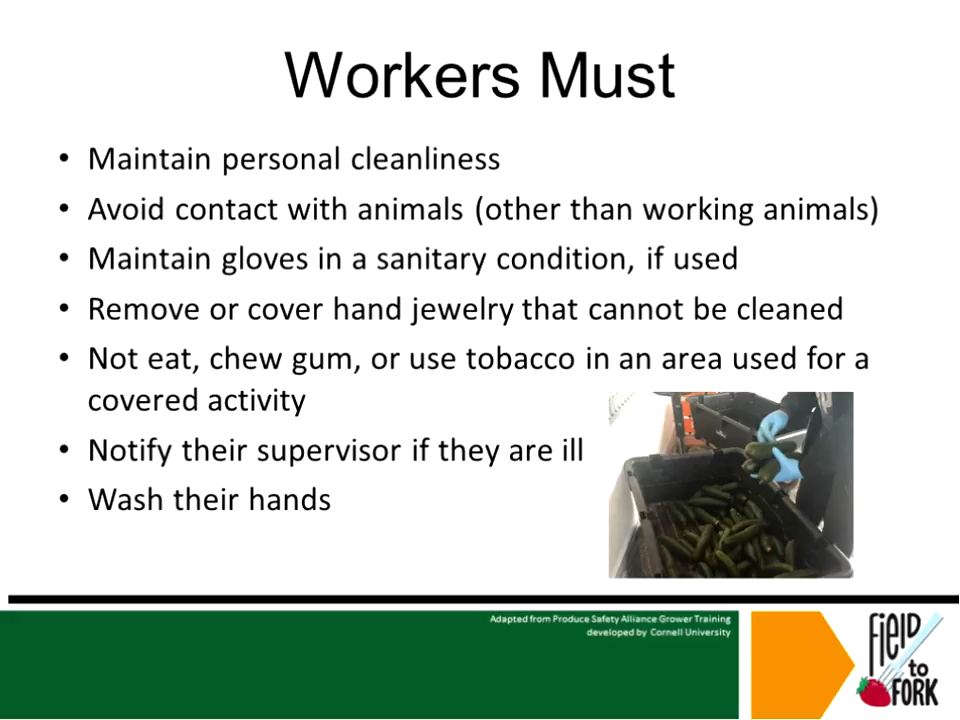 Workers Must
• Maintain personal cleanliness
• Avoid contact with animals (other than working animals)
• Maintain gloves in a sanitary condition, if used
• Remove or cover hand jewelry that cannot be cleaned
• Not eat, chew gum, or use tobacco in an area used for a
covered activity
• Notify their supervisor if they are ill
• Wash their hands
Adapted from Produce Safety Alliance Grower Training
developed by Cornell University
FIELD
to
FORK